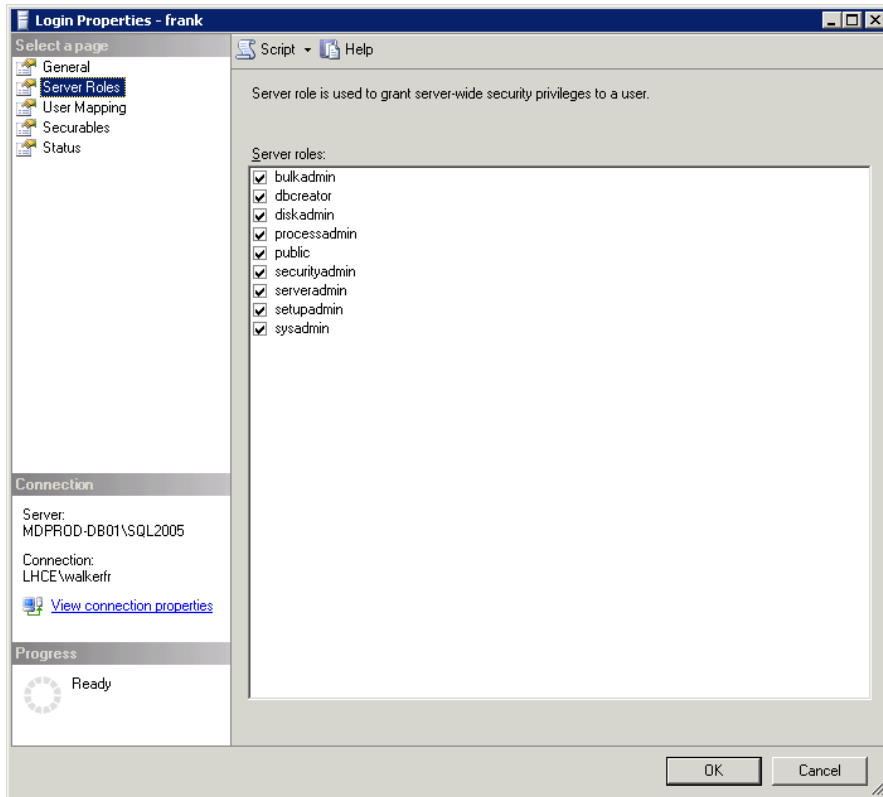 Login Properties - frank
Select a page
General
Server Roles
User Mapping
Securables
Status
Script Help
Server role is used to grant server-wide security privileges to a user.
Server roles:
bulkadmin
dbcreator
diskadmin
processadmin
public
securityadmin
serveradmin
setupadmin
sysadmin
Connection
Server:
MDPROD-DB01\SQL2005
Connection:
LHCE\walkerfr
View connection properties
Progress
Ready
OK Cancel